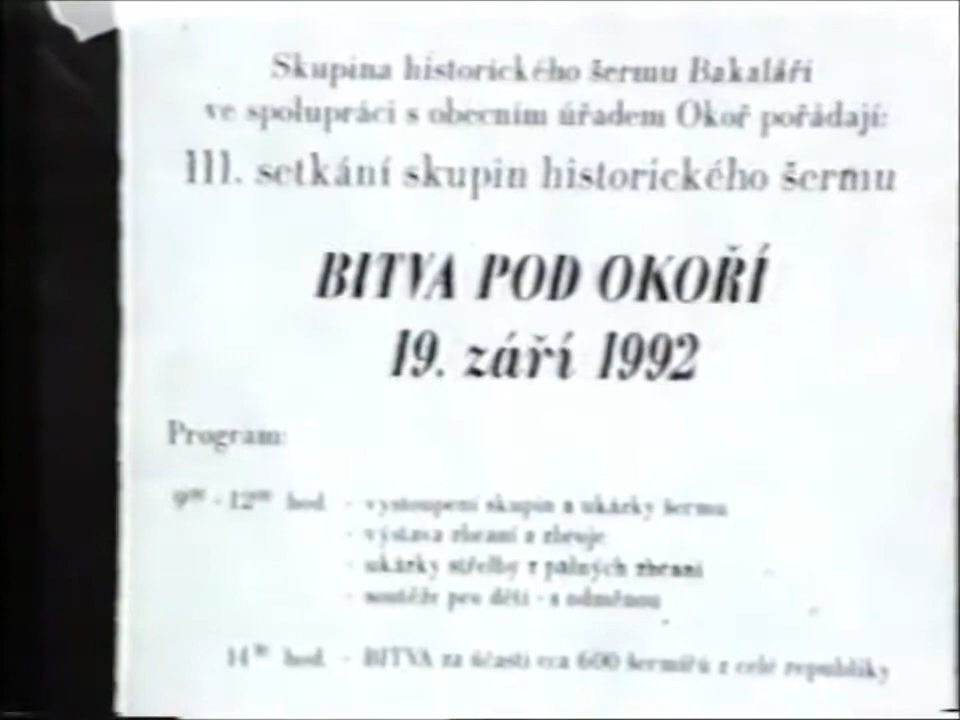 Skupina historického šermu Bakaláři
ve spolupráci s obecním úřadem Okoř pořádají:
III. setkání skupin historického šermu
BITVA POD OKOŘÍ
19. září 1992
Program:
9⁰⁰ - 12⁰⁰ hod - vystoupení skupin a ukázky šermu
- výstava zbraní a zbroje
- ukázky střelby z palných zbraní
- soutěže pro děti - s odměnou
14³⁰ hod - BITVA za účasti cca 600 šermířů z celé republiky